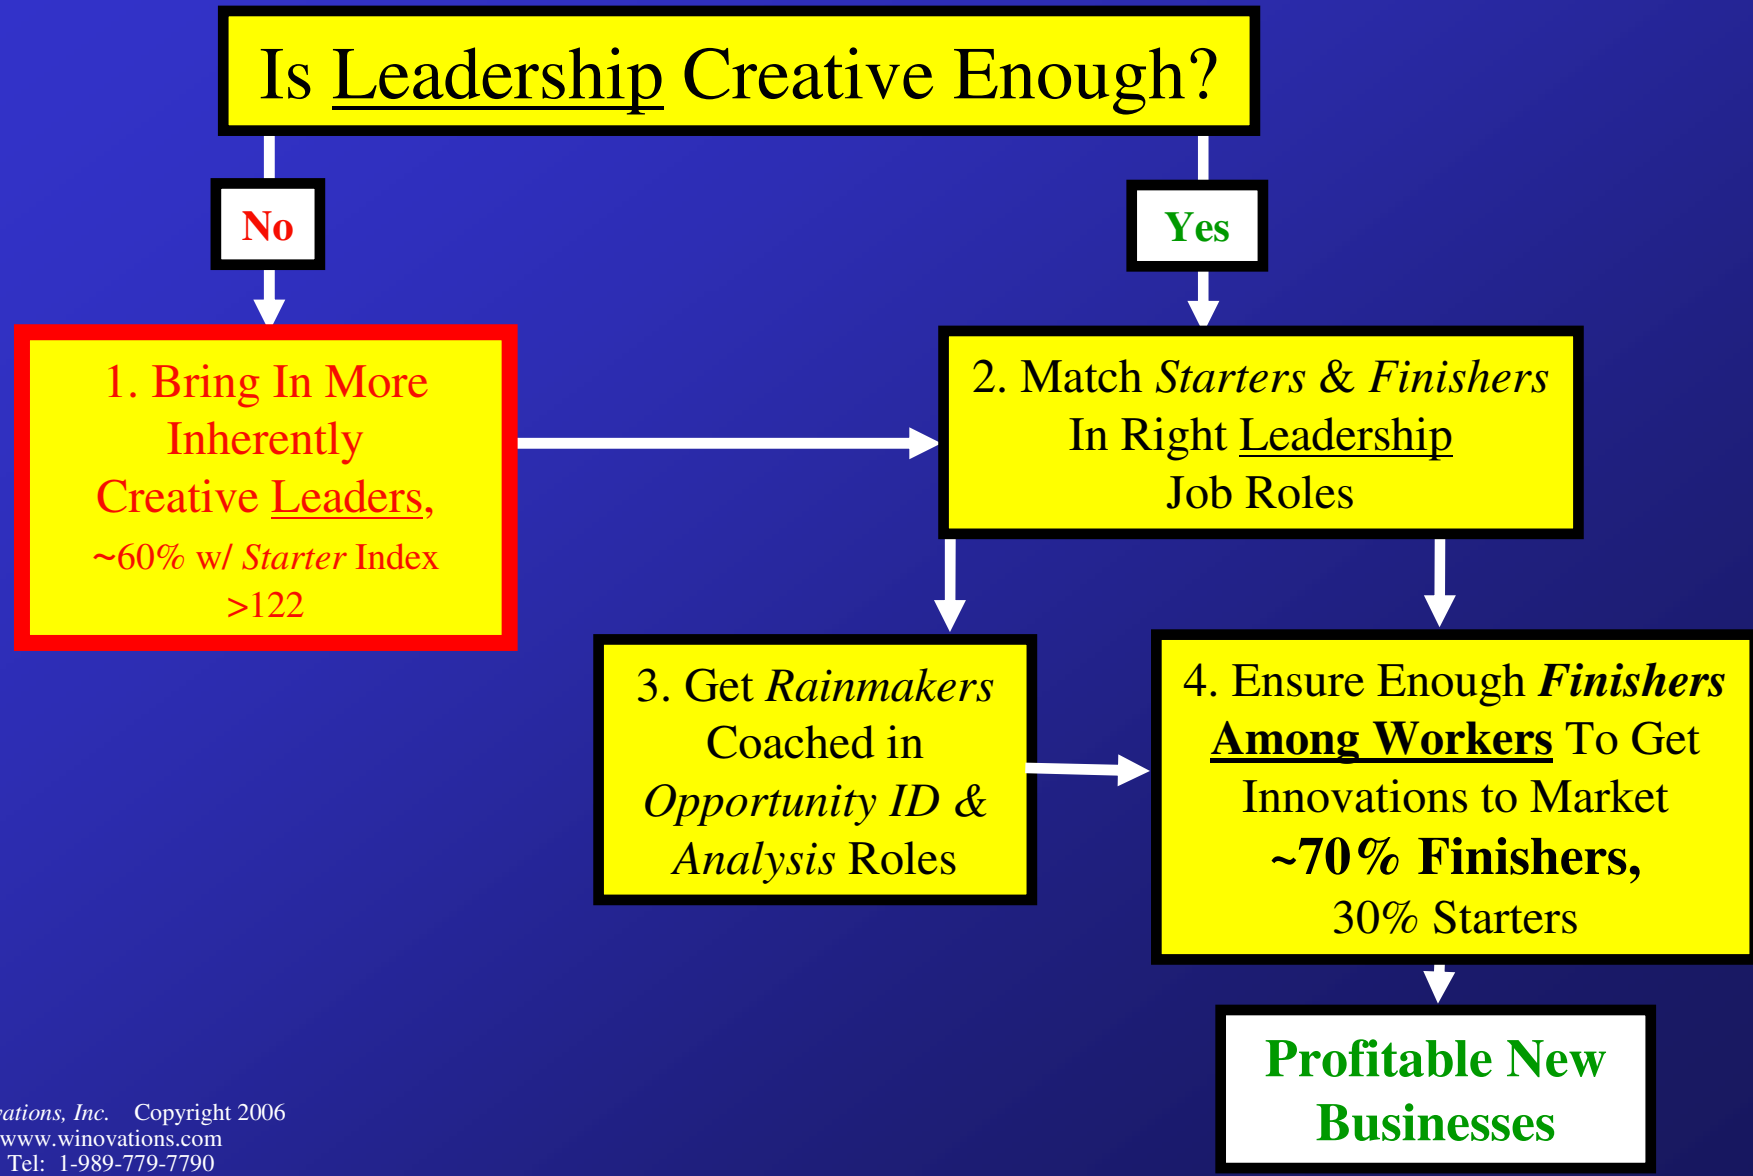 Is Leadership Creative Enough?
No
Yes
1. Bring In More
Inherently
Creative Leaders,
~60% w/ Starter Index
>122
2. Match Starters & Finishers
In Right Leadership
Job Roles
3. Get Rainmakers
Coached in
Opportunity ID &
Analysis Roles
4. Ensure Enough Finishers
Among Workers To Get
Innovations to Market
~70% Finishers,
30% Starters
Profitable New
Businesses
Inc. Copyright 2006
www.winovations.com
Tel: 1-989-779-7790